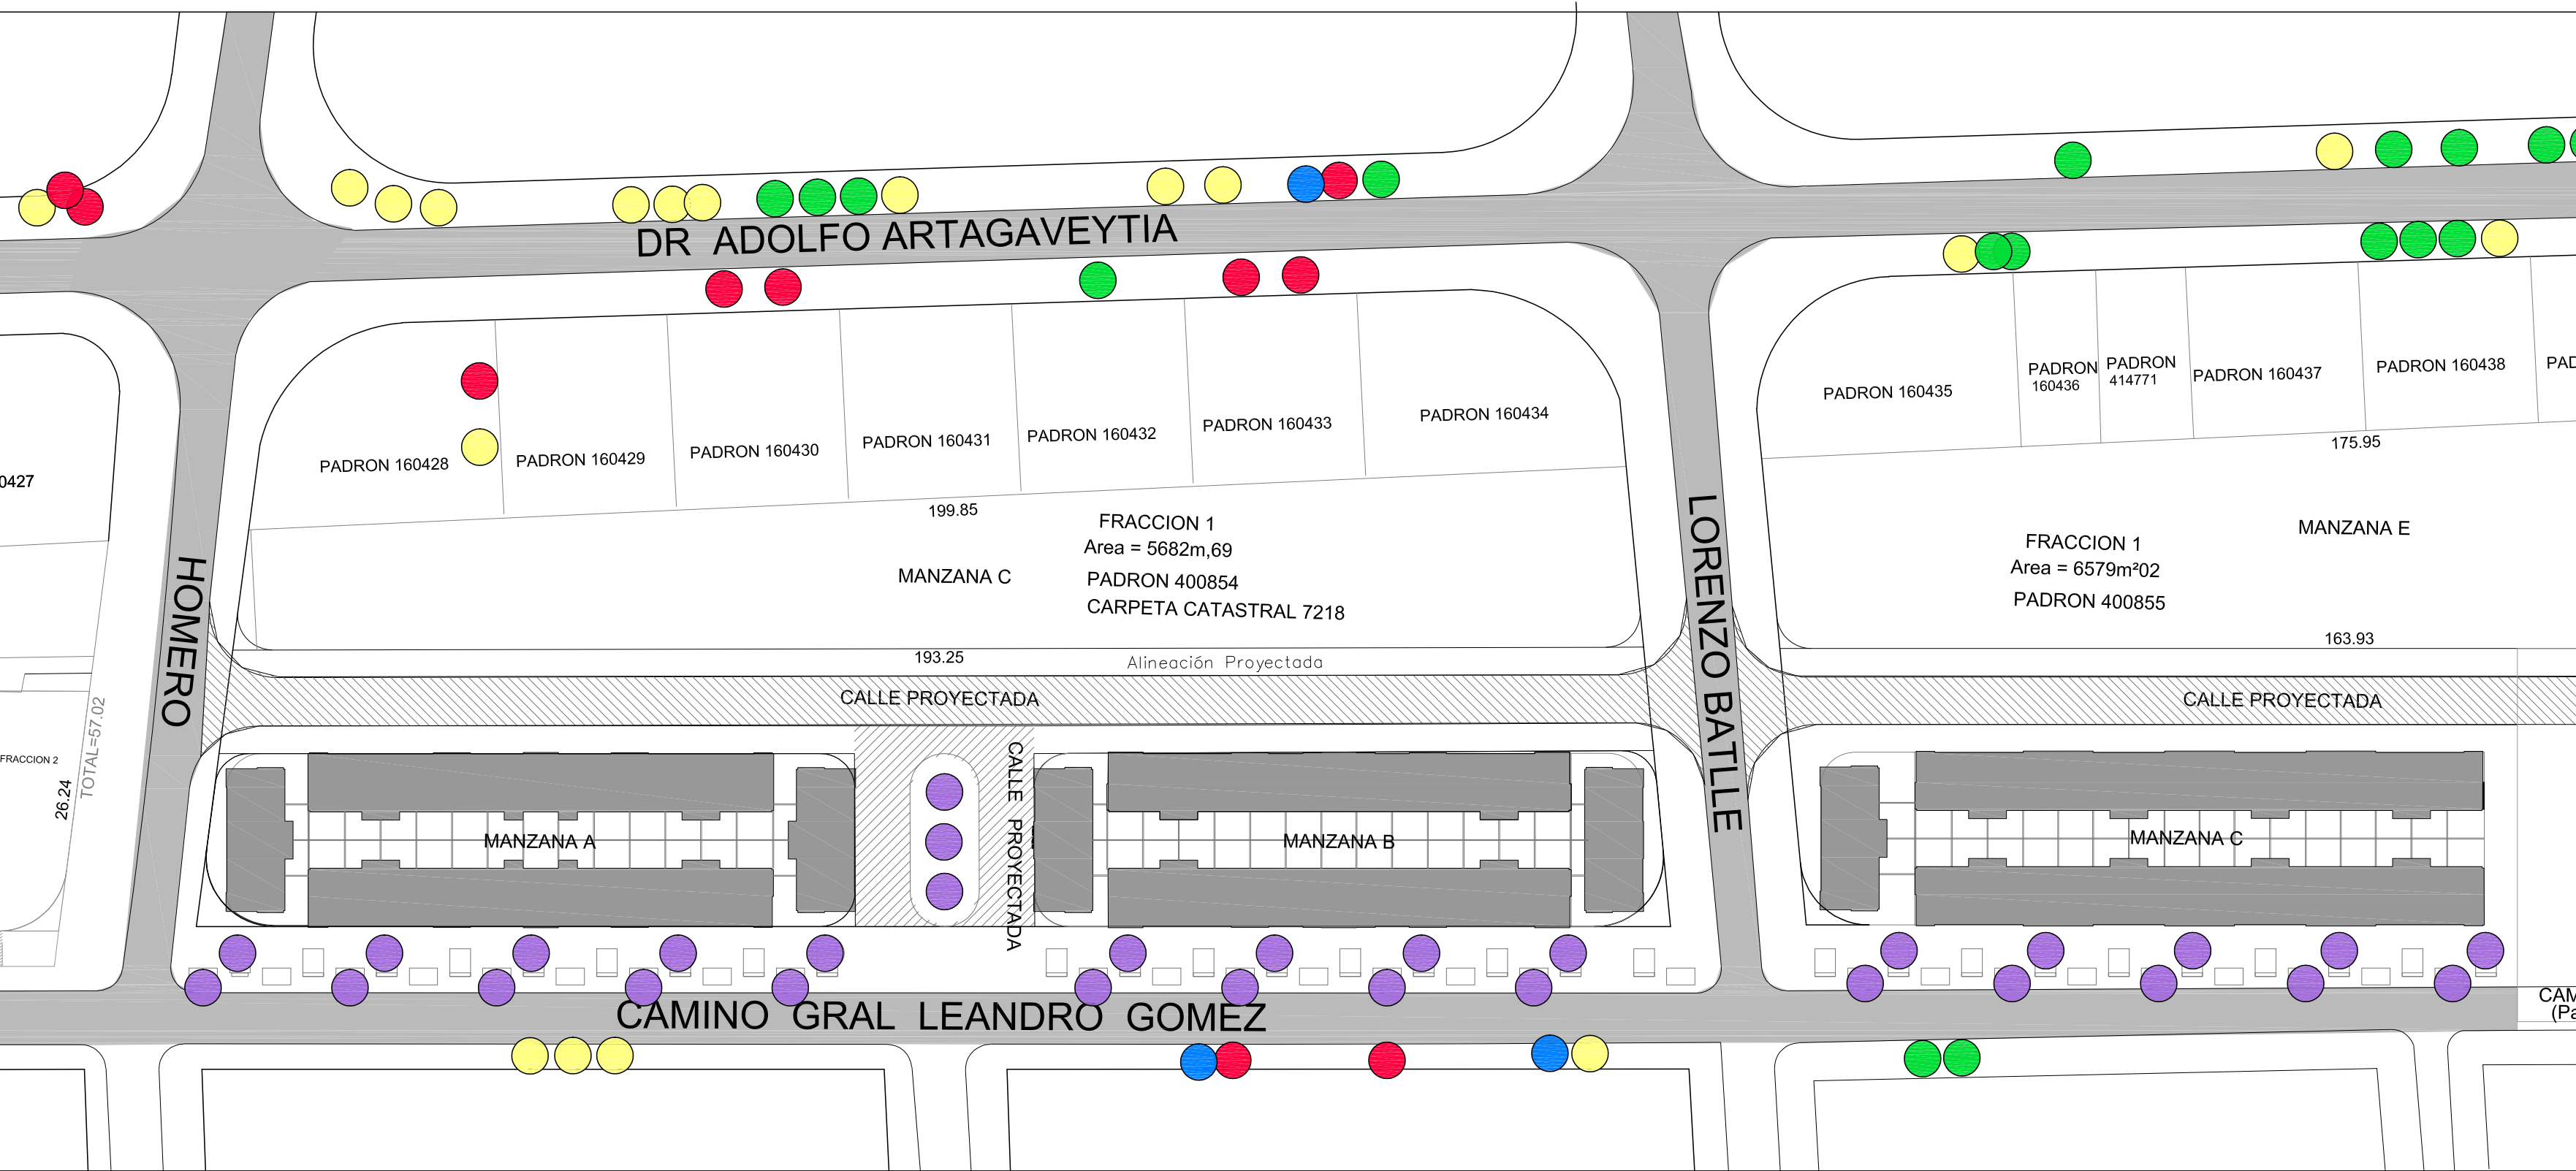 DR ADOLFO ARTAGAVEYTIA
PADRON 160428
PADRON 160429
PADRON 160430
PADRON 160431
PADRON 160432
PADRON 160433
PADRON 160434
PADRON 160435
PADRON
160436
PADRON
414771
PADRON 160437
PADRON 160438
PAD
0427
199.85
175.95
FRACCION 1
Area = 5682m,69
MANZANA C
PADRON 400854
CARPETA CATASTRAL 7218
FRACCION 1
Area = 6579m²02
PADRON 400855
MANZANA E
HOMERO
LORENZO BATLLE
193.25
Alineación Proyectada
163.93
CALLE PROYECTADA
CALLE PROYECTADA
TOTAL=57.02
FRACCION 2
26.24
CALLE PROYECTADA
MANZANA A
MANZANA B
MANZANA C
CAMINO GRAL LEANDRO GOMEZ
CAM
(Pa